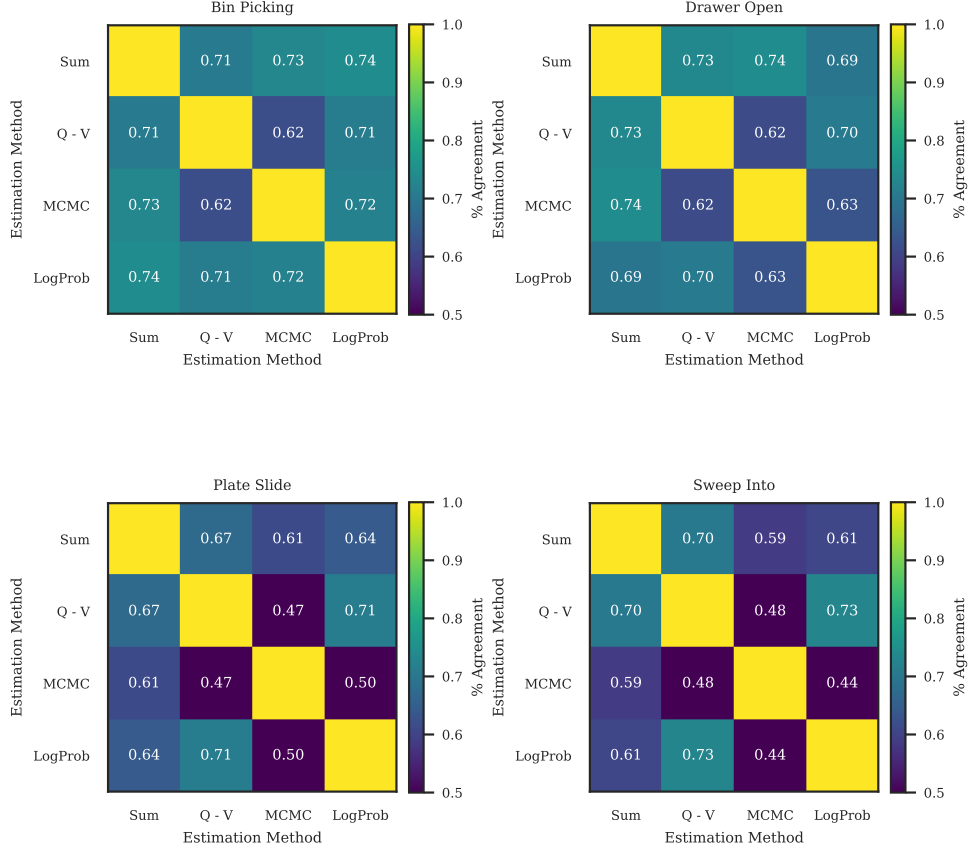 Bin Picking
Estimation Method
Sum 0.71 0.73 0.74
Q - V 0.71 0.62 0.71
MCMC 0.73 0.62 0.72
LogProb 0.74 0.71 0.72
Sum Q - V MCMC LogProb
Estimation Method
1.0
0.9
0.8
0.7
0.6
0.5
% Agreement
Drawer Open
Estimation Method
Sum 0.73 0.74 0.69
Q - V 0.73 0.62 0.70
MCMC 0.74 0.62 0.63
LogProb 0.69 0.70 0.63
Sum Q - V MCMC LogProb
Estimation Method
1.0
0.9
0.8
0.7
0.6
0.5
% Agreement
Plate Slide
Estimation Method
Sum 0.67 0.61 0.64
Q - V 0.67 0.47 0.71
MCMC 0.61 0.47 0.50
LogProb 0.64 0.71 0.50
Sum Q - V MCMC LogProb
Estimation Method
1.0
0.9
0.8
0.7
0.6
0.5
% Agreement
Sweep Into
Estimation Method
Sum 0.70 0.59 0.61
Q - V 0.70 0.48 0.73
MCMC 0.59 0.48 0.44
LogProb 0.61 0.73 0.44
Sum Q - V MCMC LogProb
Estimation Method
1.0
0.9
0.8
0.7
0.6
0.5
% Agreement